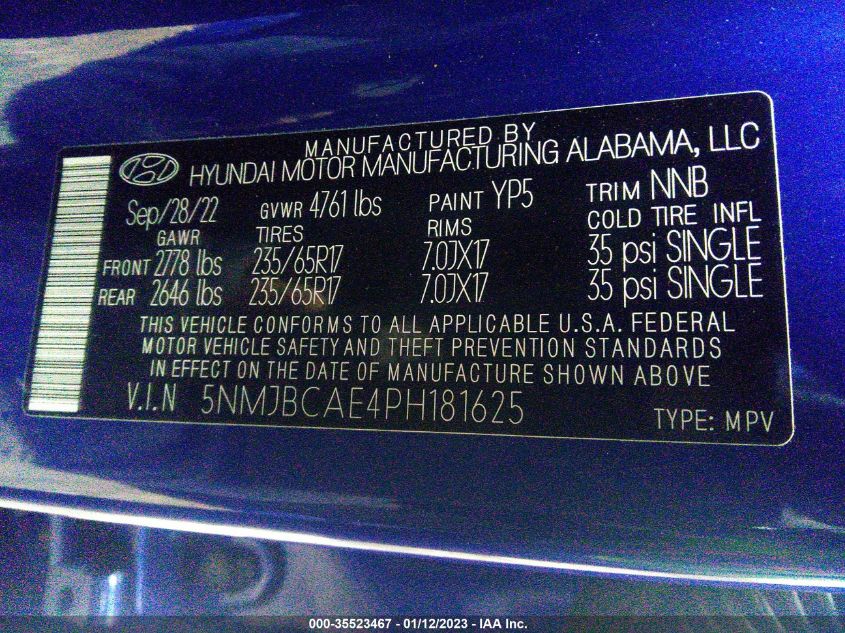 MANUFACTURED BY
HYUNDAI MOTOR MANUFACTURING ALABAMA, LLC
Sep/28/22 GVWR 4761 lbs PAINT YP5 TRIM NNB
GAWR TIRES RIMS COLD TIRE INFL
FRONT 2778 lbs 235/65R17 7.0JX17 35 psi SINGLE
REAR 2646 lbs 235/65R17 7.0JX17 35 psi SINGLE
THIS VEHICLE CONFORMS TO ALL APPLICABLE U.S.A. FEDERAL
MOTOR VEHICLE SAFETY AND THEFT PREVENTION STANDARDS
IN EFFECT ON THE DATE OF MANUFACTURE SHOWN ABOVE
V.I.N 5NMJBCAE4PH181625 TYPE: MPV
000-35523467 - 01/12/2023 - IAA Inc.